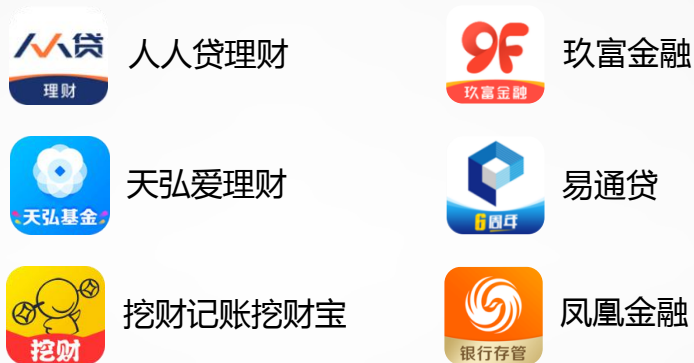 人人贷
理财
人人贷理财
9F
玖富金融
玖富金融
天弘基金
天弘爱理财
6周年
易通贷
挖财
挖财记账挖财宝
银行存管
凤凰金融